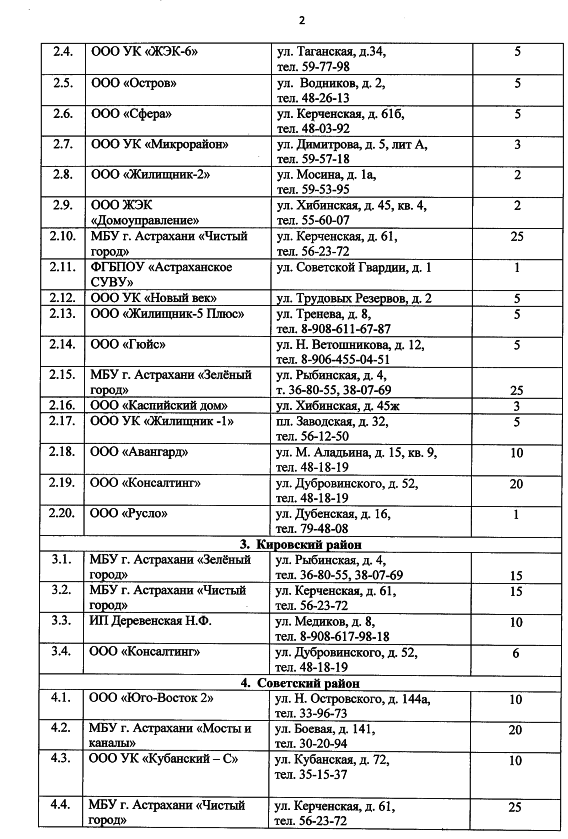 2
2.4. ООО УК «ЖЭК-6» ул. Таганская, д.34, 5
тел. 59-77-98
2.5. ООО «Остров» ул. Водников, д. 2, 5
тел. 48-26-13
2.6. ООО «Сфера» ул. Керченская, д. 61б, 5
тел. 48-03-92
2.7. ООО УК «Микрорайон» ул. Димитрова, д. 5, лит А, 3
тел. 59-57-18
2.8. ООО «Жилищник-2» ул. Мосина, д. 1а, 2
тел. 59-53-95
2.9. ООО ЖЭК ул. Хибинская, д. 45, кв. 4, 2
«Домоуправление» тел. 55-60-07
2.10. МБУ г. Астрахани «Чистый ул. Керченская, д. 61, 25
город» тел. 56-23-72
2.11. ФГБПОУ «Астраханское ул. Советской Гвардии, д. 1 1
СУВУ»
2.12. ООО УК «Новый век» ул. Трудовых Резервов, д. 2 5
2.13. ООО «Жилищник-5 Плюс» ул. Тренева, д. 8, 5
тел. 8-908-611-67-87
2.14. ООО «Гюйс» ул. Н. Ветошникова, д. 12, 5
тел. 8-906-455-04-51
2.15. МБУ г. Астрахани «Зелёный ул. Рыбинская, д. 4,
город» т. 36-80-55, 38-07-69 25
2.16. ООО «Каспийский дом» ул. Хибинская, д. 45ж 3
2.17. ООО УК «Жилищник -1» пл. Заводская, д. 32, 5
тел. 56-12-50
2.18. ООО «Авангард» ул. М. Аладьина, д. 15, кв. 9, 10
тел. 48-18-19
2.19. ООО «Консалтинг» ул. Дубровинского, д. 52, 20
тел. 48-18-19
2.20. ООО «Русло» ул. Дубенская, д. 16, 1
тел. 79-48-08
3. Кировский район
3.1. МБУ г. Астрахани «Зелёный ул. Рыбинская, д. 4,
город» тел. 36-80-55, 38-07-69 15
3.2. МБУ г. Астрахани «Чистый ул. Керченская, д. 61, 15
город» тел. 56-23-72
3.3. ИП Деревенская Н.Ф. ул. Медиков, д. 8, 10
тел. 8-908-617-98-18
3.4. ООО «Консалтинг» ул. Дубровинского, д. 52, 6
тел. 48-18-19
4. Советский район
4.1. ООО «Юго-Восток 2» ул. Н. Островского, д. 144а, 10
тел. 33-96-73
4.2. МБУ г. Астрахани «Мосты и ул. Боевая, д. 141, 20
каналы» тел. 30-20-94
4.3. ООО УК «Кубанский – С» ул. Кубанская, д. 72, 10
тел. 35-15-37
4.4. МБУ г. Астрахани «Чистый ул. Керченская, д. 61, 25
город» тел. 56-23-72